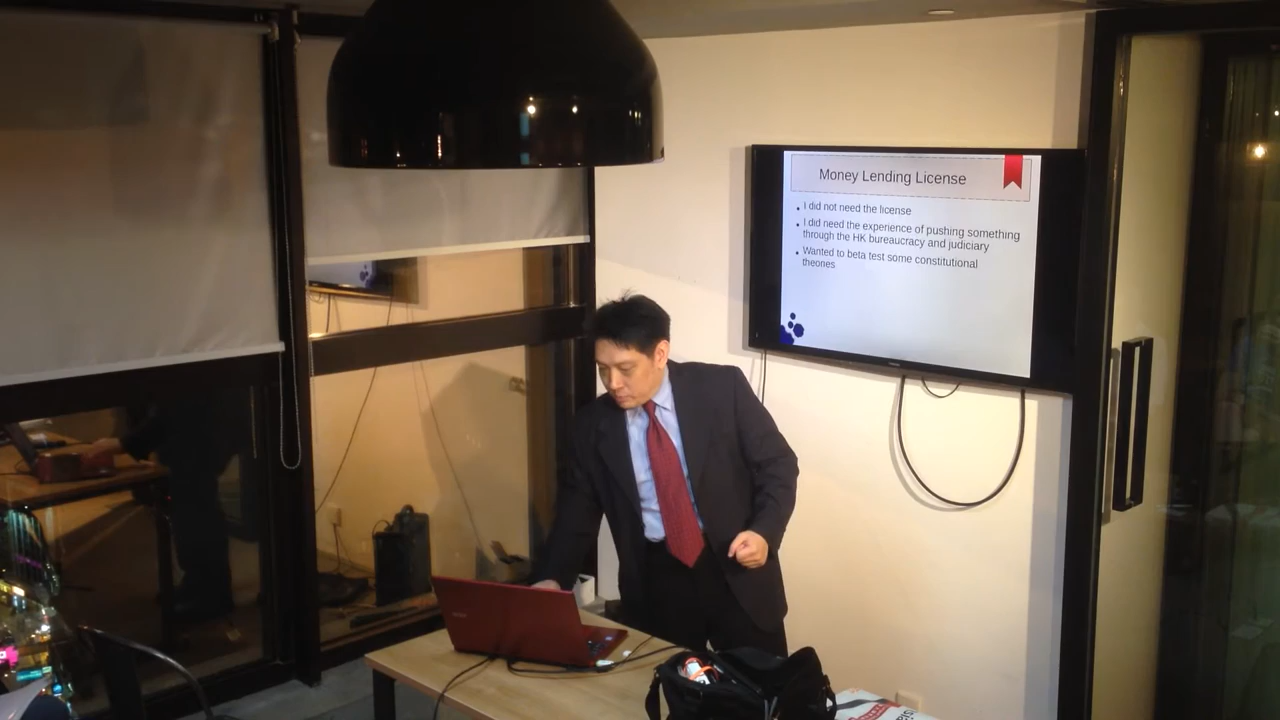 Money Lending License
I did not need the license
I did need the experience of pushing something
through the HK bureaucracy and judiciary
Wanted to beta test some constitutional
theories